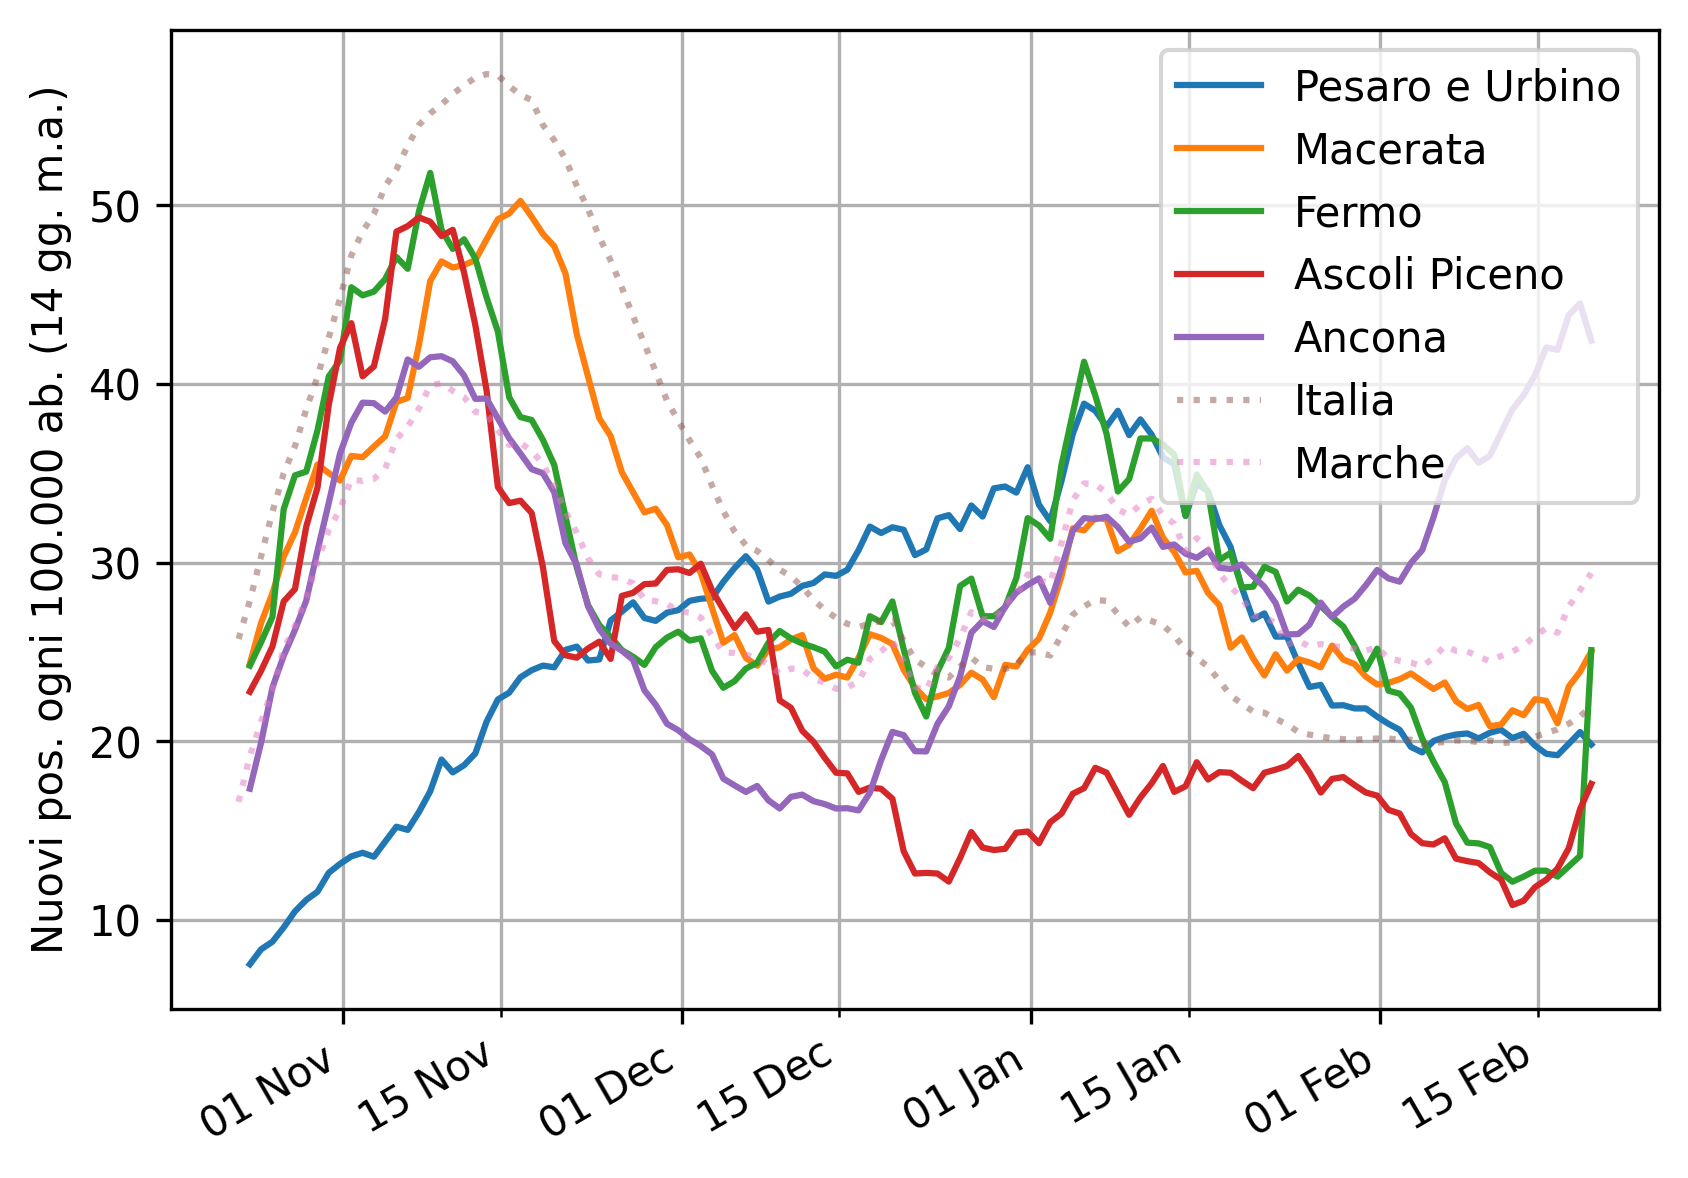 Nuovi pos. ogni 100.000 ab. (14 gg. m.a.)
50
40
30
20
10
Pesaro e Urbino
Macerata
Fermo
Ascoli Piceno
Ancona
Italia
Marche
01 Nov
15 Nov
01 Dec
15 Dec
01 Jan
15 Jan
01 Feb
15 Feb